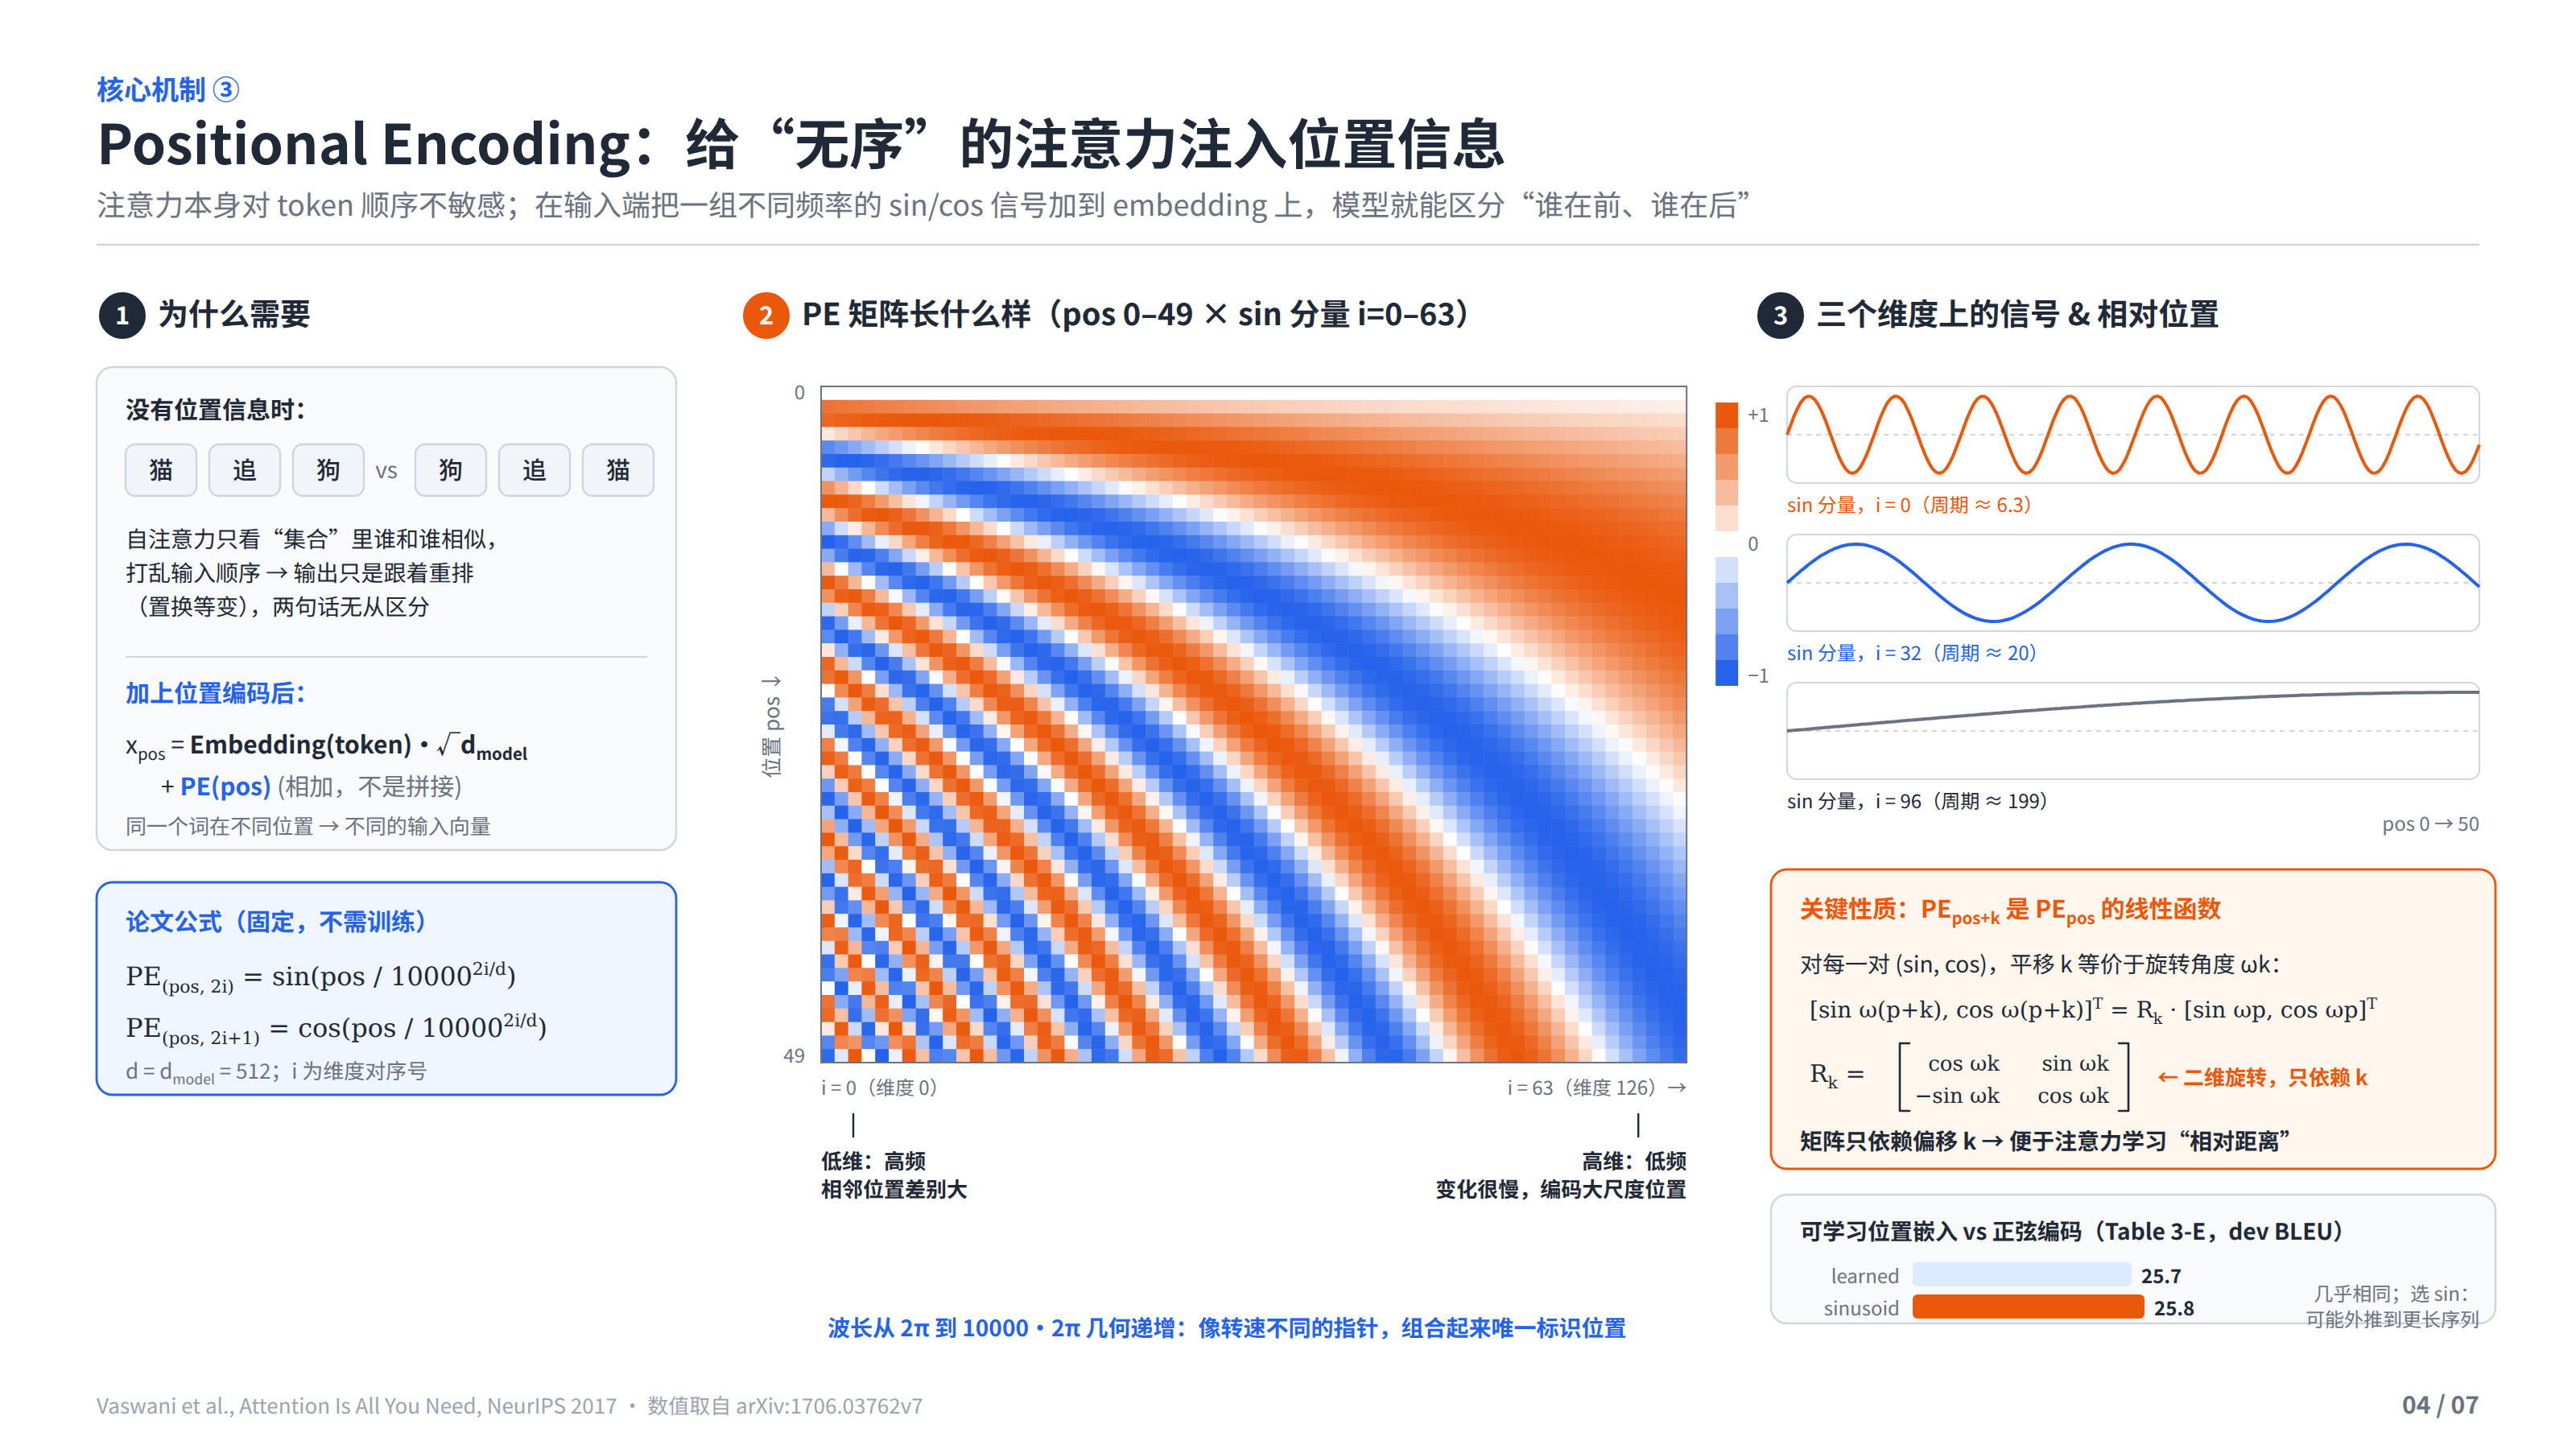 核心机制 ③
Positional Encoding：给“无序”的注意力注入位置信息
注意力本身对 token 顺序不敏感；在输入端把一组不同频率的 sin/cos 信号加到 embedding 上，模型就能区分“谁在前、谁在后”
1 为什么需要
没有位置信息时：
猫 追 狗 vs 狗 追 猫
自注意力只看“集合”里谁和谁相似，
打乱输入顺序 → 输出只是跟着重排
（置换等变），两句话无从区分
加上位置编码后：
x_pos = Embedding(token)·√d_model
+ PE(pos) (相加，不是拼接)
同一个词在不同位置 → 不同的输入向量
论文公式（固定，不需训练）
PE_(pos, 2i) = sin(pos / 10000^2i/d)
PE_(pos, 2i+1) = cos(pos / 10000^2i/d)
d = d_model = 512；i 为维度对序号
2 PE 矩阵长什么样（pos 0–49 × sin 分量 i=0–63）
0
位置 pos →
49
+1
0
−1
i = 0（维度 0）
i = 63（维度 126）→
低维：高频
相邻位置差别大
高维：低频
变化很慢，编码大尺度位置
波长从 2π 到 10000·2π 几何递增：像转速不同的指针，组合起来唯一标识位置
3 三个维度上的信号 & 相对位置
sin 分量，i = 0（周期 ≈ 6.3）
sin 分量，i = 32（周期 ≈ 20）
sin 分量，i = 96（周期 ≈ 199）
pos 0 → 50
关键性质：PE_pos+k 是 PE_pos 的线性函数
对每一对 (sin, cos)，平移 k 等价于旋转角度 ωk：
[sin ω(p+k), cos ω(p+k)]^T = R_k · [sin ωp, cos ωp]^T
R_k =
cos ωk sin ωk
−sin ωk cos ωk
← 二维旋转，只依赖 k
矩阵只依赖偏移 k → 便于注意力学习“相对距离”
可学习位置嵌入 vs 正弦编码（Table 3-E，dev BLEU）
learned 25.7
sinusoid 25.8
几乎相同；选 sin：
可能外推到更长序列
Vaswani et al., Attention Is All You Need, NeurIPS 2017 · 数值取自 arXiv:1706.03762v7
04 / 07